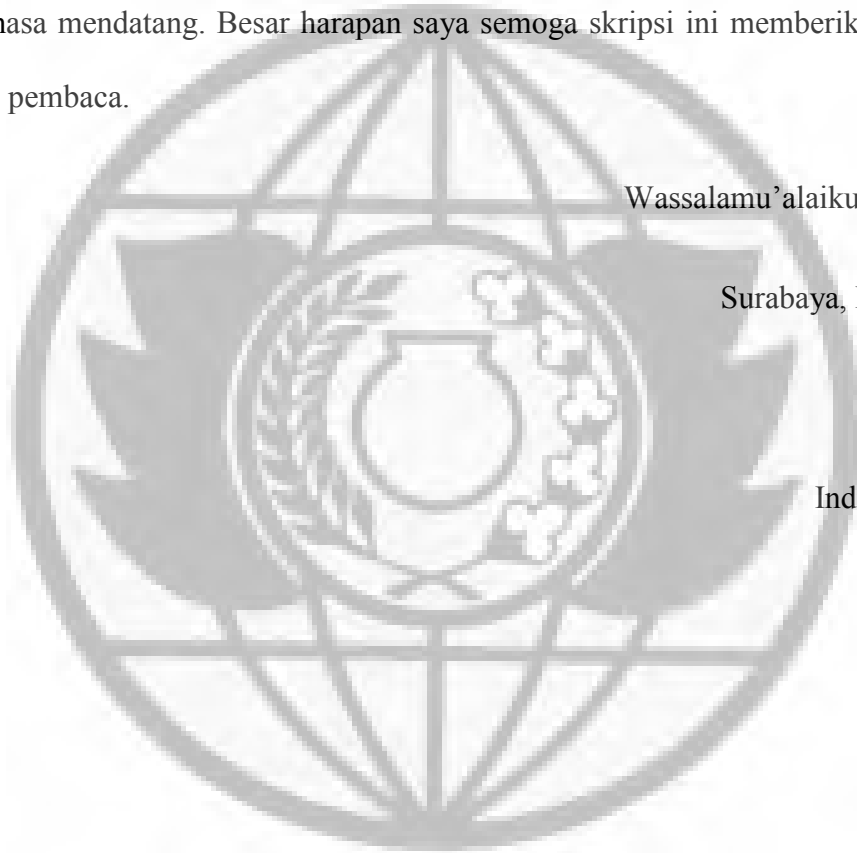 masa mendatang. Besar harapan saya semoga skripsi ini memberik
pembaca.
Wassalamu’alaiku
Surabaya,
Ind